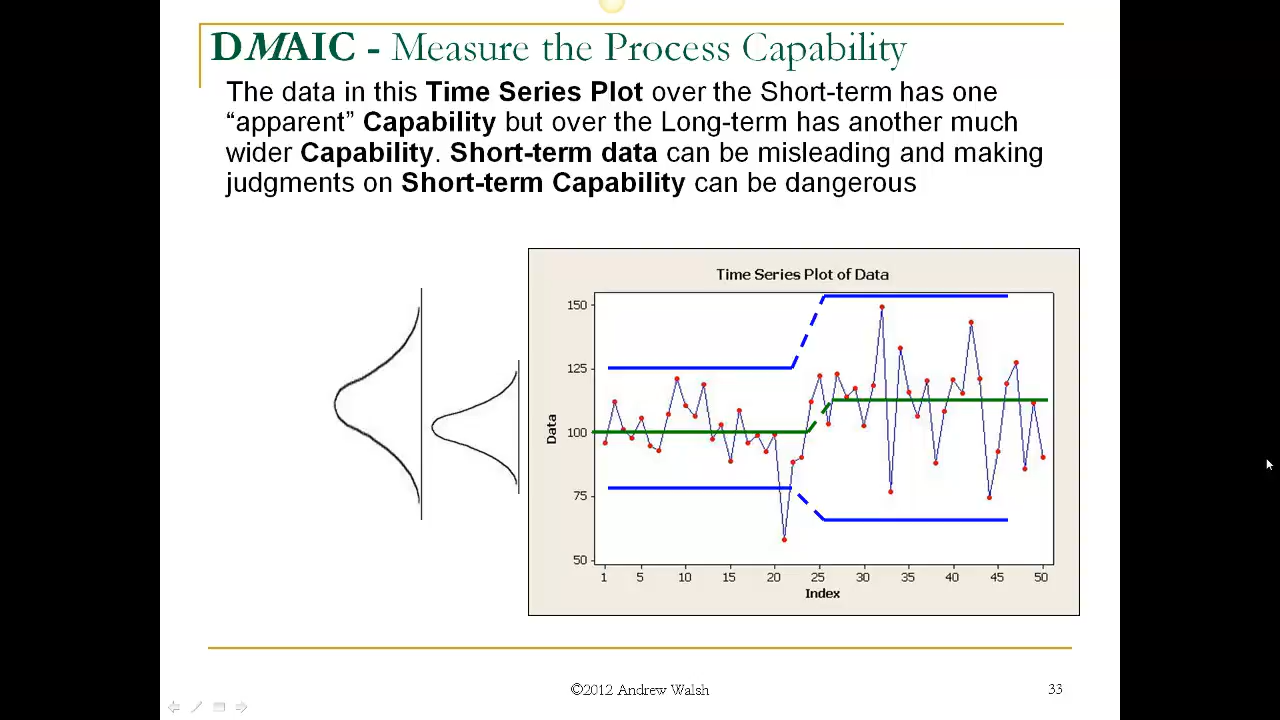 DMAIC - Measure the Process Capability
The data in this Time Series Plot over the Short-term has one
“apparent” Capability but over the Long-term has another much
wider Capability. Short-term data can be misleading and making
judgments on Short-term Capability can be dangerous
Time Series Plot of Data
150
125
100
75
50
Data
1 5 10 15 20 25 30 35 40 45 50
Index
©2012 Andrew Walsh
33